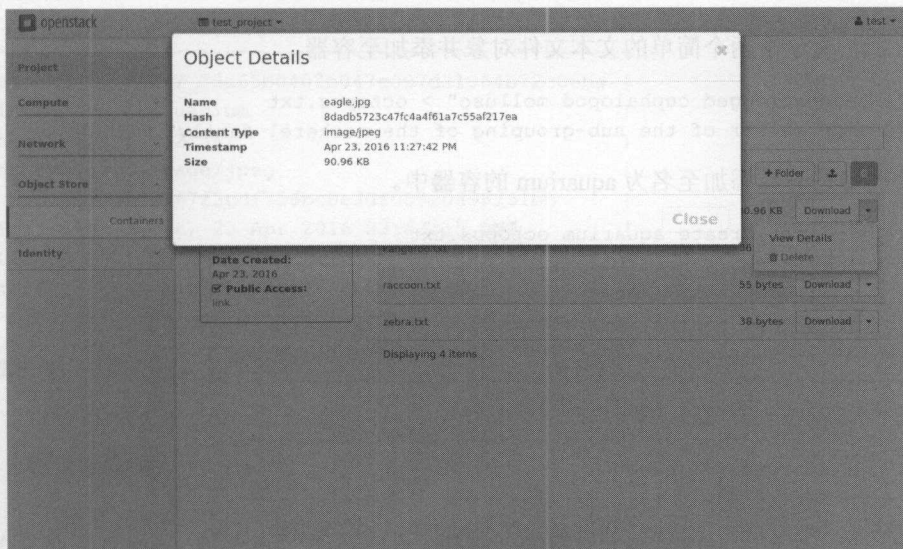 openstack
test_project
test
Project
Compute
Network
Object Store
Containers
Identity
Object Details
×
Name eagle.jpg
Hash 8dadb5723c47fc4a4f61a7c55af217ea
Content Type image/jpeg
Timestamp Apr 23, 2016 11:27:42 PM
Size 90.96 KB
Close
+ Folder
90.96 KB Download
View Details
Delete
Date Created:
Apr 23, 2016
Public Access:
link
raccoon.txt 55 bytes Download
zebra.txt 38 bytes Download
Displaying 4 items